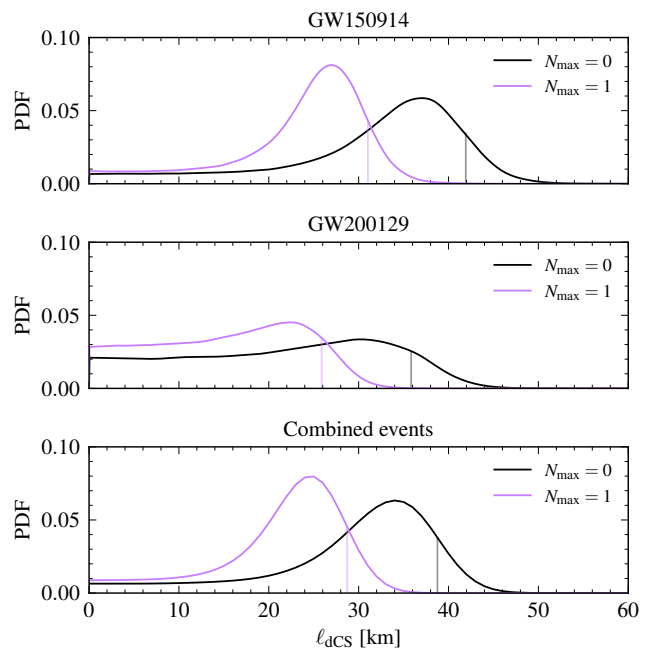 GW150914
0.10
0.05
0.00
PDF
N_max = 0
N_max = 1
GW200129
0.10
0.05
0.00
PDF
N_max = 0
N_max = 1
Combined events
0.10
0.05
0.00
PDF
N_max = 0
N_max = 1
0 10 20 30 40 50 60
ℓ_dCS [km]